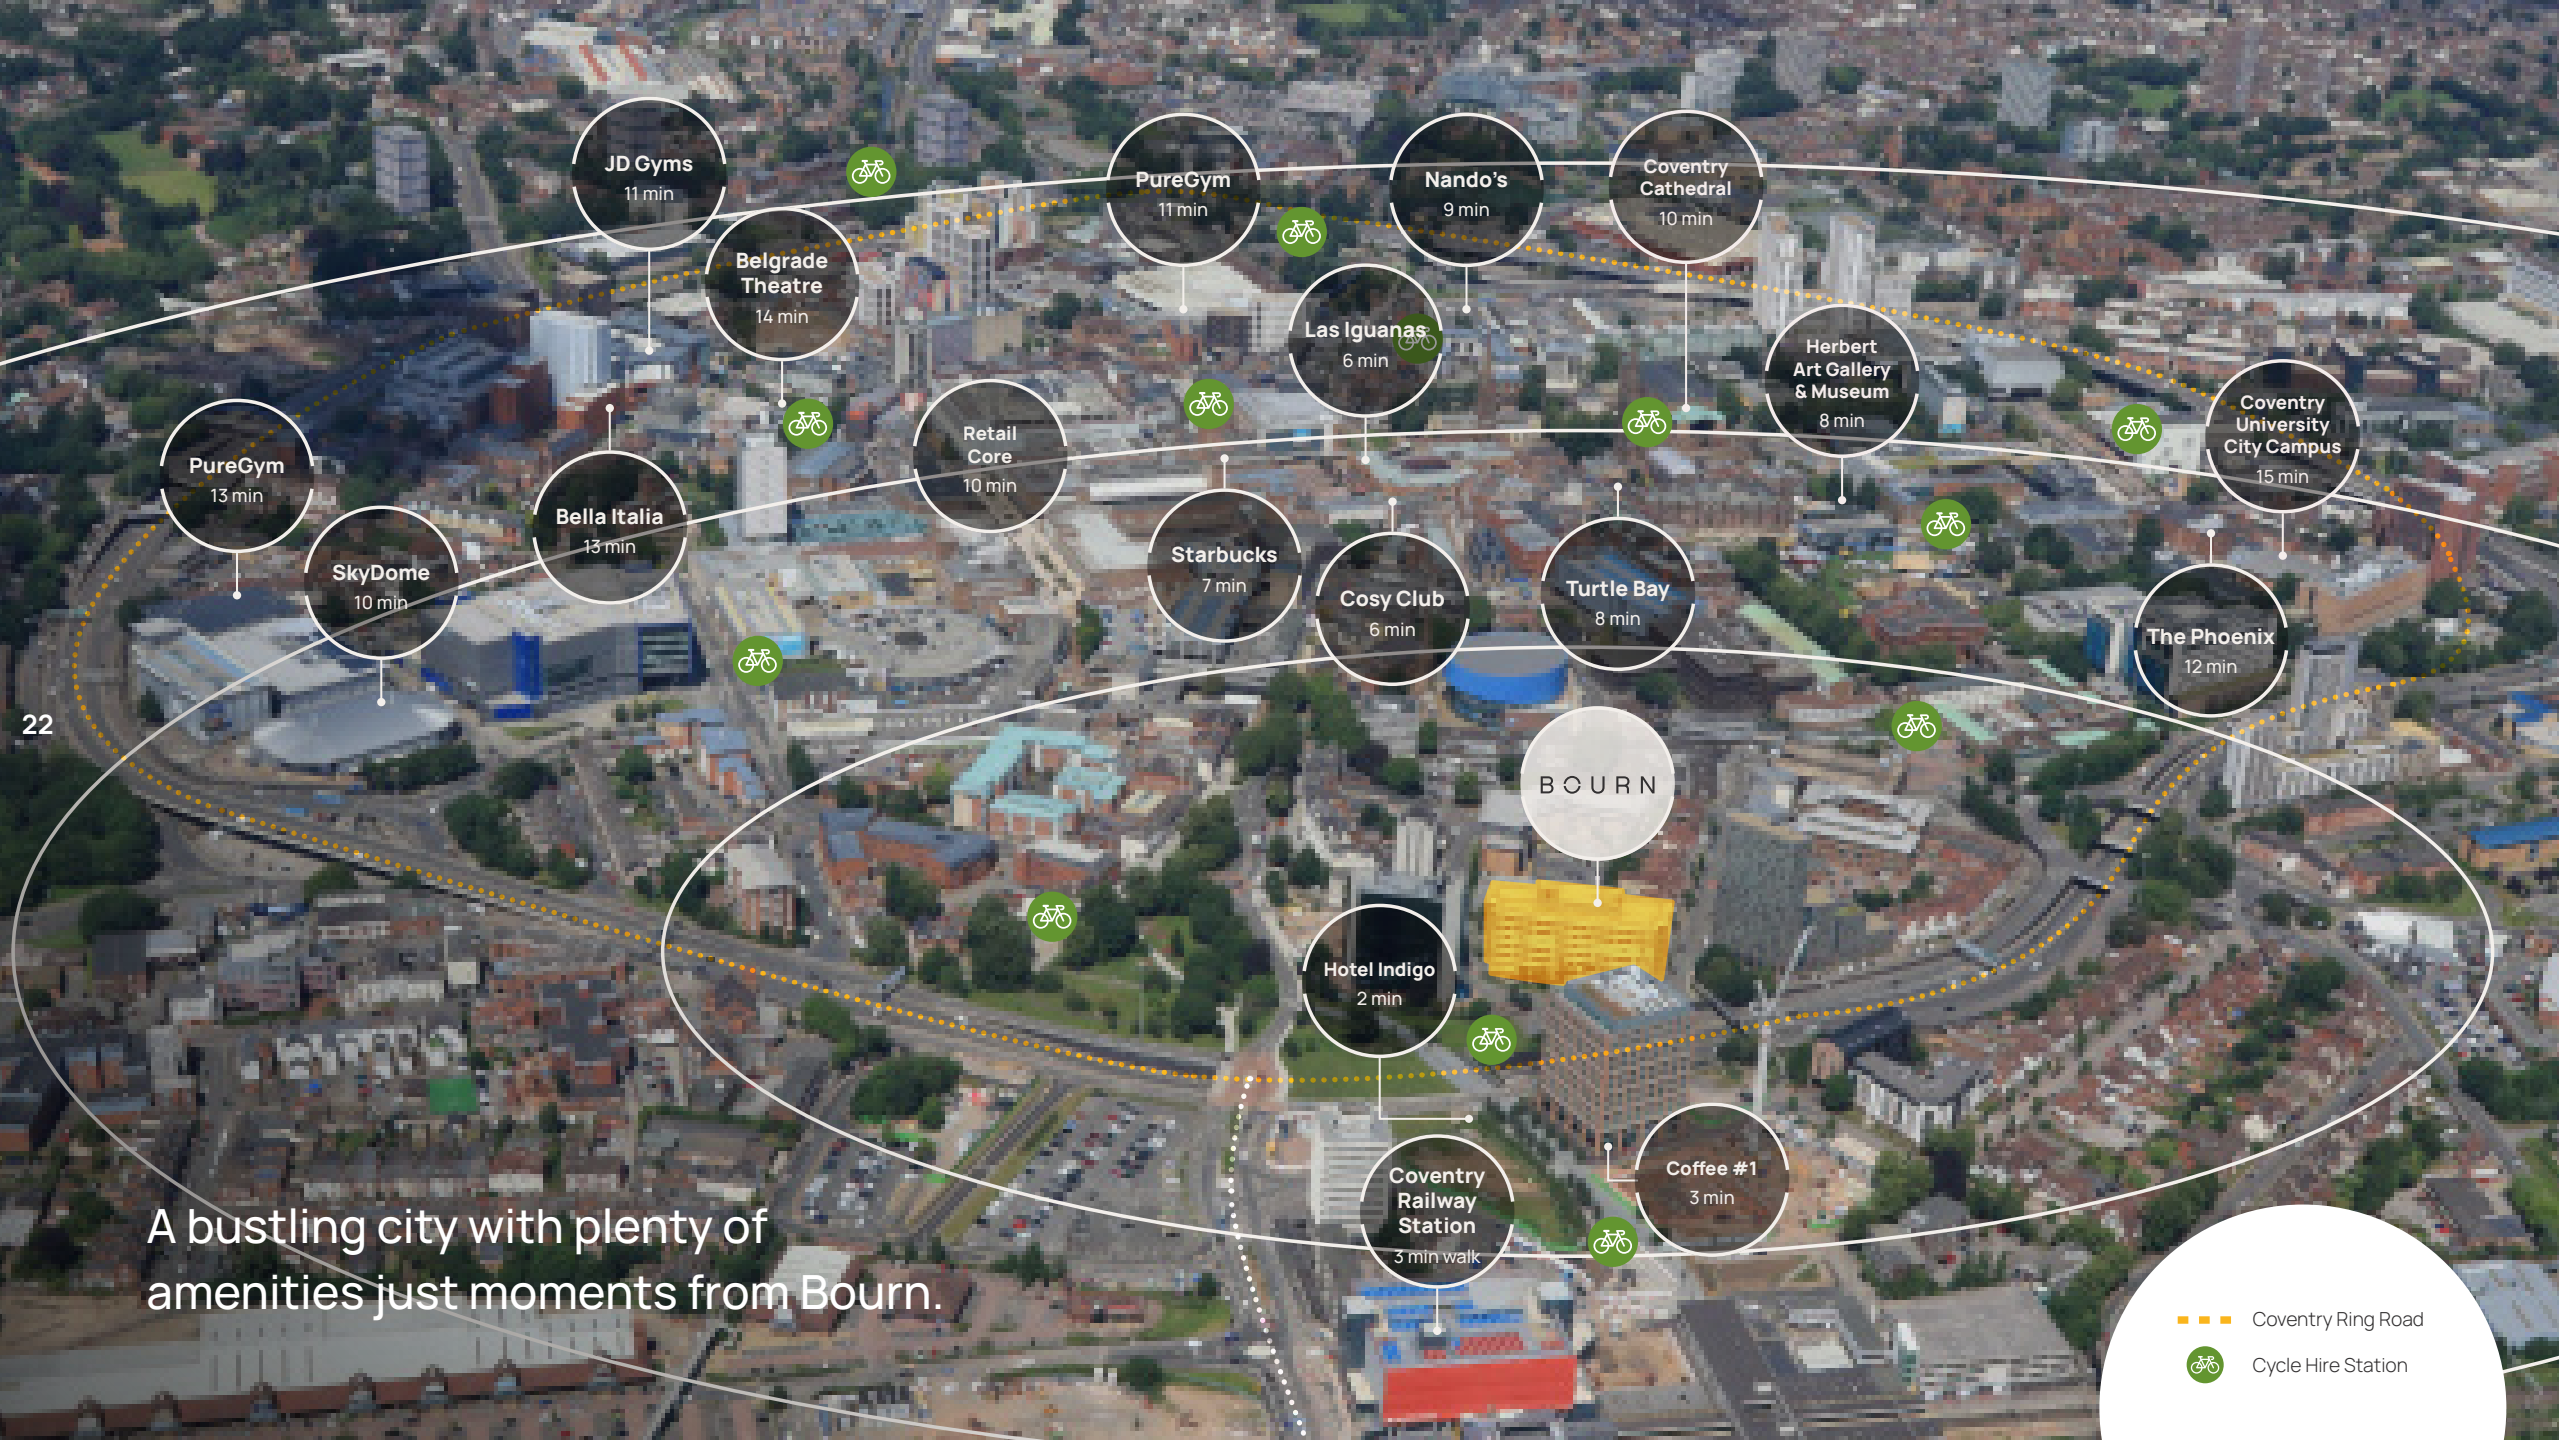 JD Gyms
11 min
PureGym
11 min
Nando's
9 min
Coventry
Cathedral
10 min
Belgrade
Theatre
14 min
Las Iguanas
6 min
Herbert
Art Gallery
& Museum
8 min
Coventry
University
City Campus
15 min
PureGym
13 min
Retail
Core
10 min
Bella Italia
13 min
SkyDome
10 min
Starbucks
7 min
Cosy Club
6 min
Turtle Bay
8 min
The Phoenix
12 min
22
BOURN
Hotel Indigo
2 min
Coventry
Railway
Station
3 min walk
Coffee #1
3 min
A bustling city with plenty of
amenities just moments from Bourn.
Coventry Ring Road
Cycle Hire Station